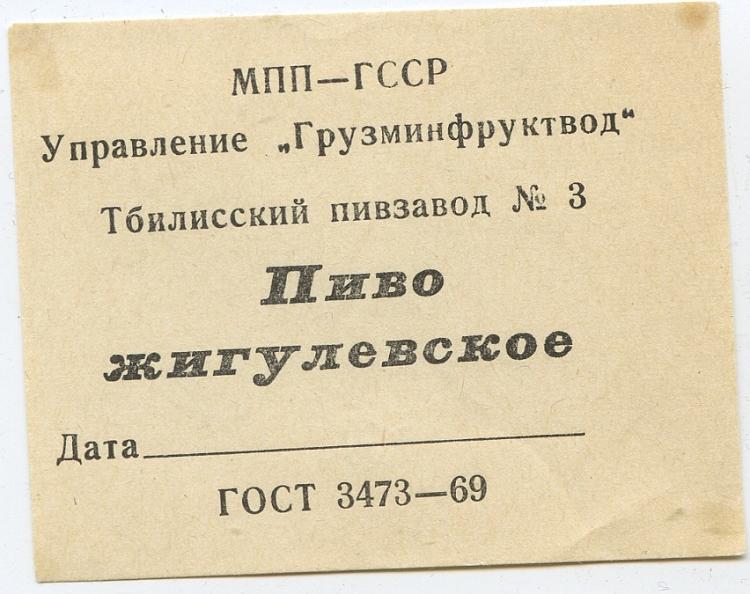 МПП—ГССР
Управление „Грузминфруктвод“
Тбилисский пивзавод № 3
Пиво
жигулевское
Дата
ГОСТ 3473—69